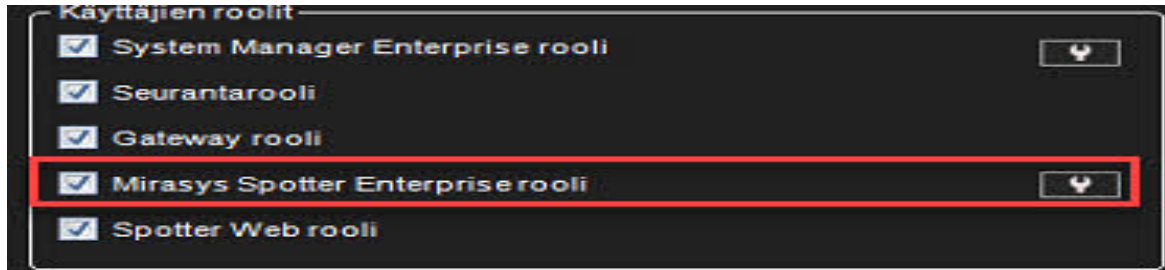 Käyttäjien roolit
System Manager Enterprise rooli
Seurantarooli
Gateway rooli
Mirasys Spotter Enterprise rooli
Spotter Web rooli